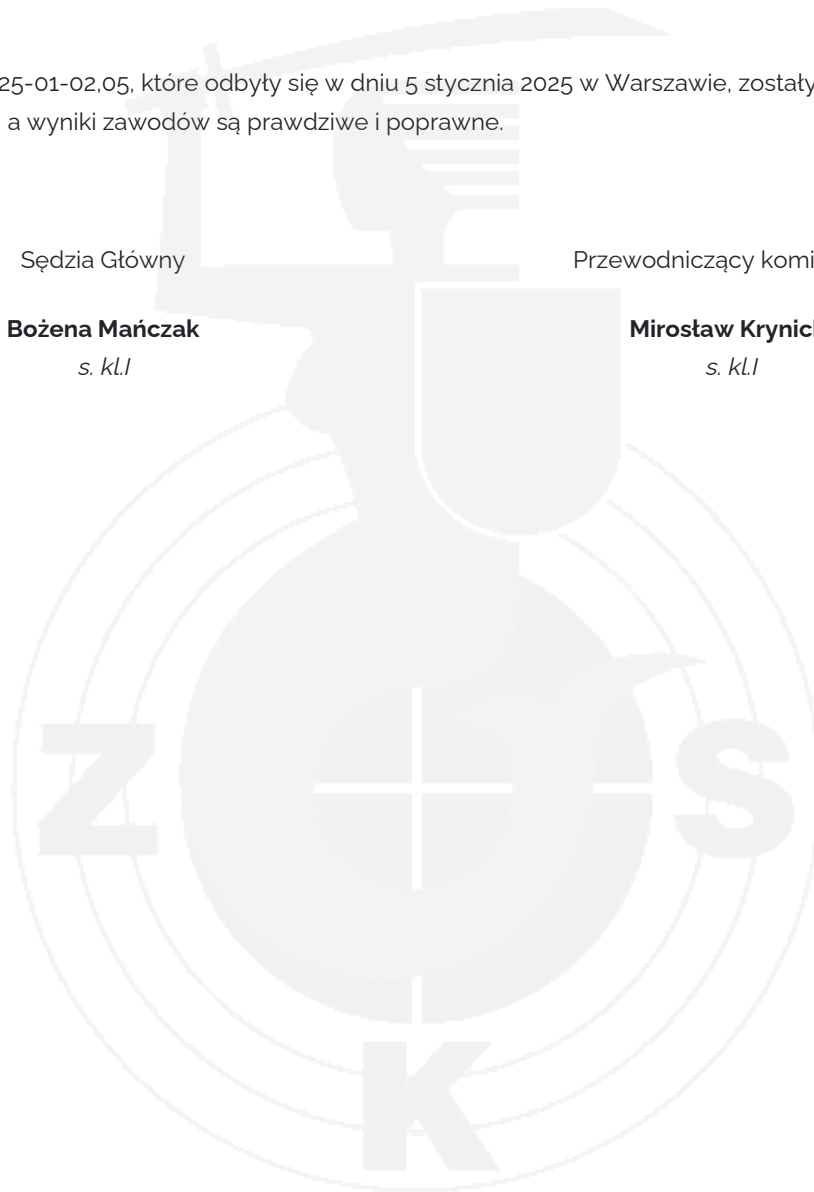 25-01-02,05, które odbyły się w dniu 5 stycznia 2025 w Warszawie, zostały
a wyniki zawodów są prawdziwe i poprawne.
Sędzia Główny Przewodniczący komi
Bożena Mańczak Mirosław Krynic
s. kl.I s. kl.I
Z S
K